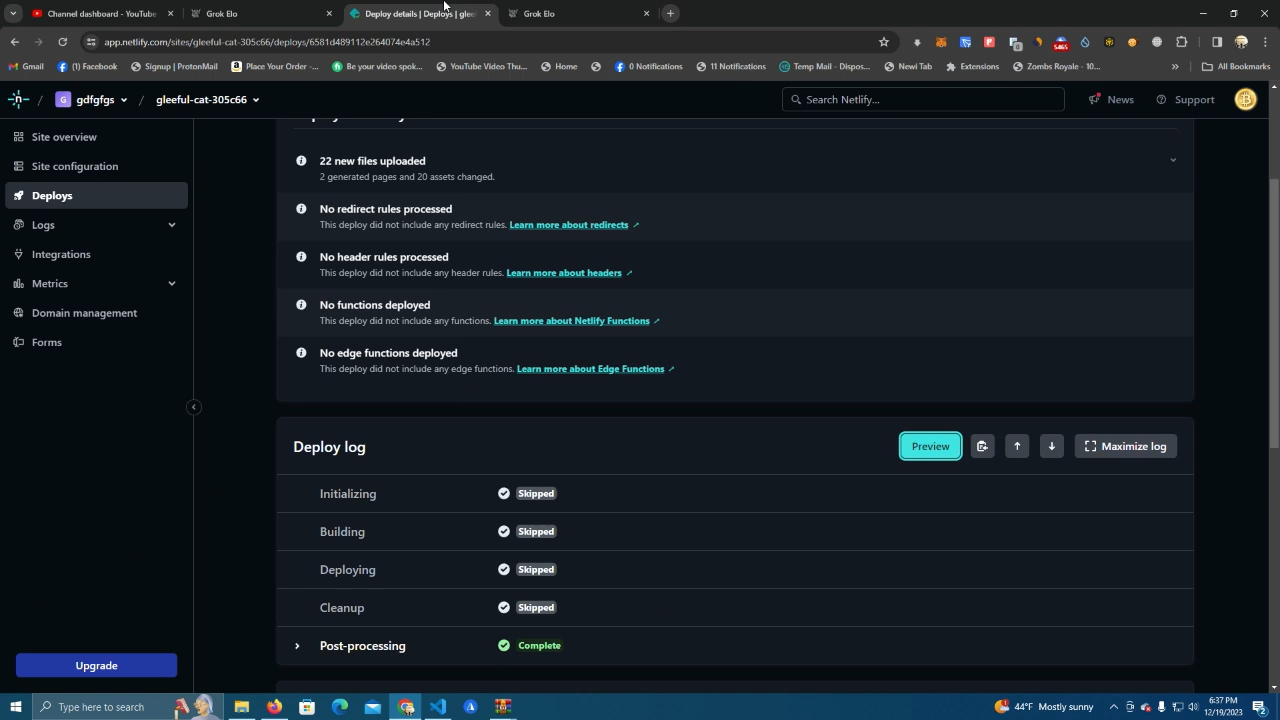 Channel dashboard - YouTube
Grok Elo
Deploy details | Deploys | glee
Grok Elo
app.netlify.com/sites/gleeful-cat-305c66/deploys/6581d489112e264074e4a512
Gmail
(1) Facebook
Signup | ProtonMail
Place Your Order -...
Be your video spok...
YouTube Video Thu...
Home
0 Notifications
11 Notifications
Temp Mail - Dispos...
Newi Tab
Extensions
Zombs Royale - 10...
»
All Bookmarks
/ G gdfgfgs / gleeful-cat-305c66
Search Netlify...
News
Support
Site overview
Site configuration
Deploys
Logs
Integrations
Metrics
Domain management
Forms
Upgrade
22 new files uploaded
2 generated pages and 20 assets changed.
No redirect rules processed
This deploy did not include any redirect rules. Learn more about redirects ↗
No header rules processed
This deploy did not include any header rules. Learn more about headers ↗
No functions deployed
This deploy did not include any functions. Learn more about Netlify Functions ↗
No edge functions deployed
This deploy did not include any edge functions. Learn more about Edge Functions ↗
Deploy log
Preview
Maximize log
Initializing Skipped
Building Skipped
Deploying Skipped
Cleanup Skipped
Post-processing Complete
Type here to search
44°F Mostly sunny
6:37 PM
12/19/2023
2